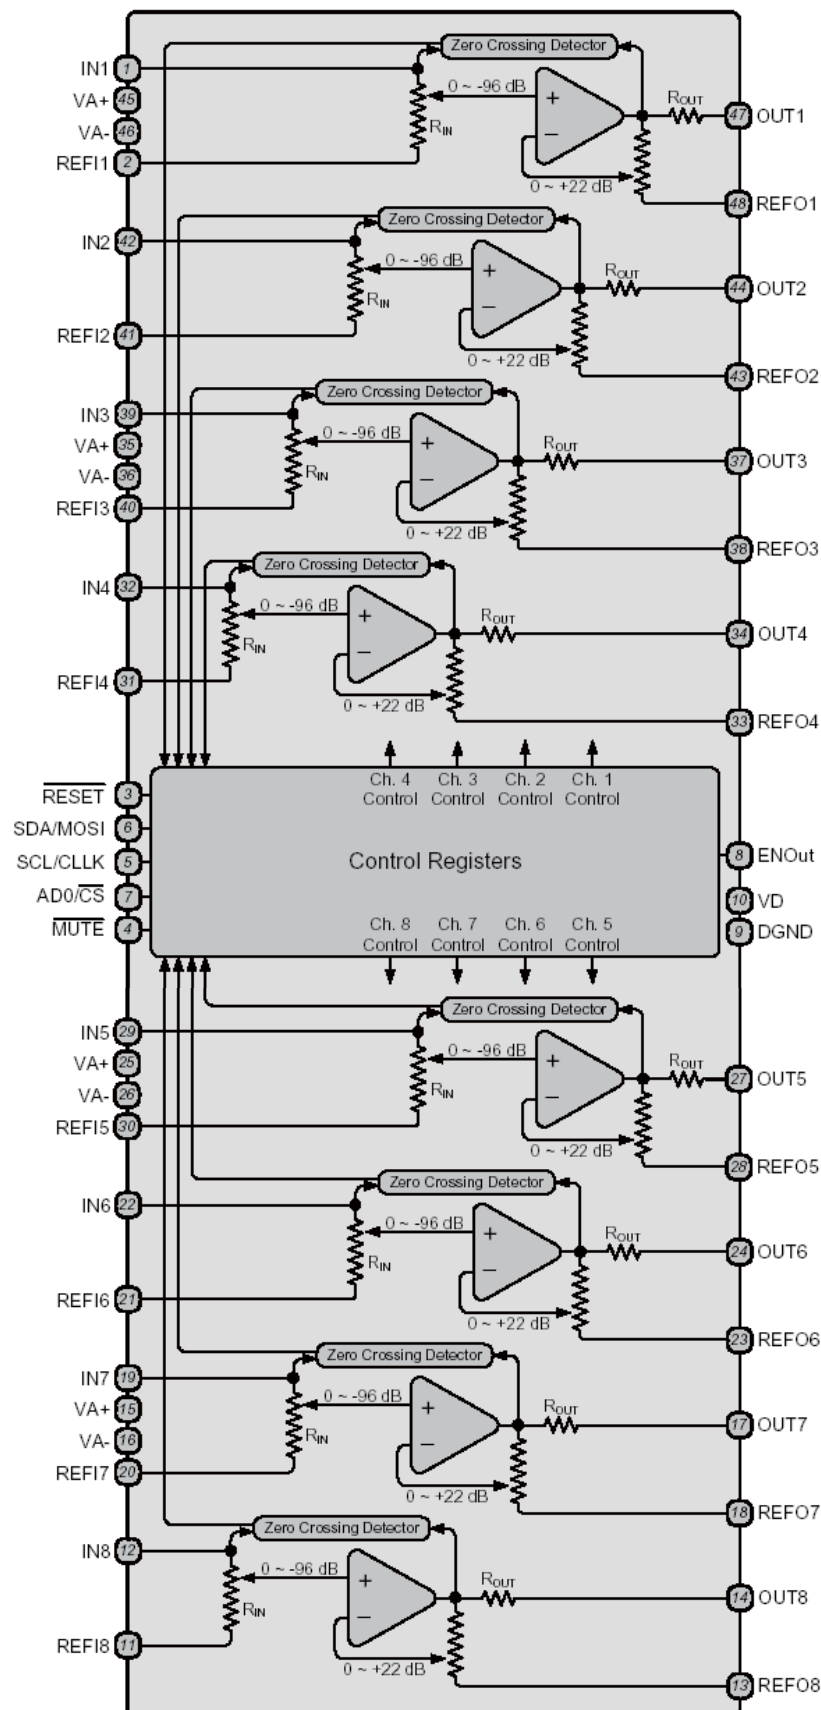 Zero Crossing Detector
IN1 1
0 ~ -96 dB
VA+ 45
+
ROUT
47 OUT1
VA- 46
RIN
−
REFI1 2
0 ~ +22 dB
48 REFO1
Zero Crossing Detector
IN2 42
0 ~ -96 dB
+
ROUT
44 OUT2
RIN
−
REFI2 41
0 ~ +22 dB
43 REFO2
Zero Crossing Detector
IN3 39
0 ~ -96 dB
VA+ 35
+
ROUT
37 OUT3
VA- 36
RIN
−
REFI3 40
0 ~ +22 dB
38 REFO3
Zero Crossing Detector
IN4 32
0 ~ -96 dB
+
ROUT
34 OUT4
RIN
−
REFI4 31
0 ~ +22 dB
33 REFO4
Ch. 4 Control
Ch. 3 Control
Ch. 2 Control
Ch. 1 Control
RESET 3
SDA/MOSI 6
SCL/CLLK 5
AD0/CS 7
MUTE 4
Control Registers
8 ENOut
10 VD
9 DGND
Ch. 8 Control
Ch. 7 Control
Ch. 6 Control
Ch. 5 Control
Zero Crossing Detector
IN5 29
0 ~ -96 dB
VA+ 25
+
ROUT
27 OUT5
VA- 26
RIN
−
REFI5 30
0 ~ +22 dB
28 REFO5
Zero Crossing Detector
IN6 22
0 ~ -96 dB
+
ROUT
24 OUT6
RIN
−
REFI6 21
0 ~ +22 dB
23 REFO6
Zero Crossing Detector
IN7 19
0 ~ -96 dB
VA+ 15
+
ROUT
17 OUT7
VA- 16
RIN
−
REFI7 20
0 ~ +22 dB
18 REFO7
Zero Crossing Detector
IN8 12
0 ~ -96 dB
+
ROUT
14 OUT8
RIN
−
REFI8 11
0 ~ +22 dB
13 REFO8